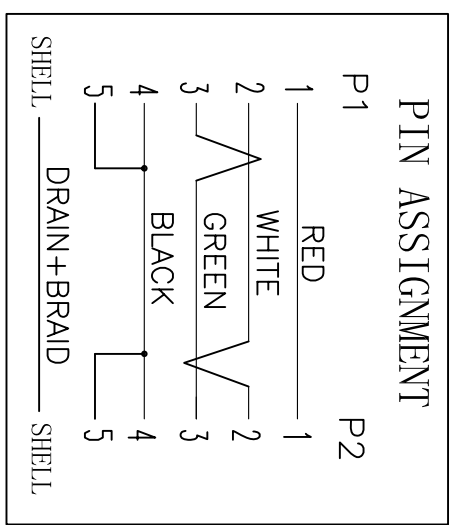 PIN ASSIGNMENT
P1 P2
1 RED 1
2 WHITE 2
3 GREEN 3
4 BLACK 4
5 5
SHELL DRAIN+BRAID SHELL